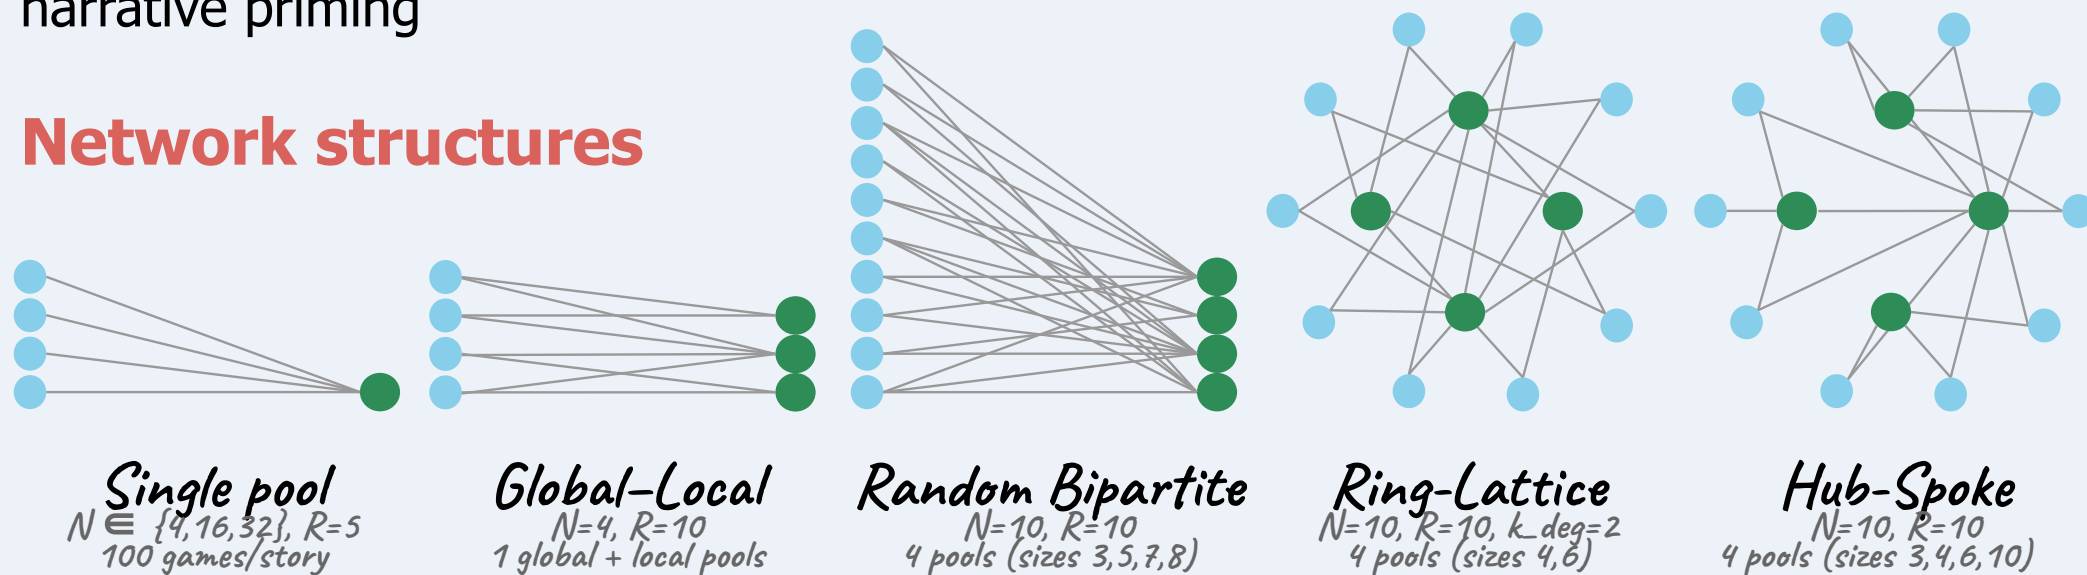 narrative priming
Network structures
Single pool
N ∈ {4,16,32}, R=5
100 games/story
Global–Local
N=4, R=10
1 global + local pools
Random Bipartite
N=10, R=10
4 pools (sizes 3,5,7,8)
Ring-Lattice
N=10, R=10, k_deg=2
4 pools (sizes 4,6)
Hub-Spoke
N=10, R=10
4 pools (sizes 3,4,6,10)